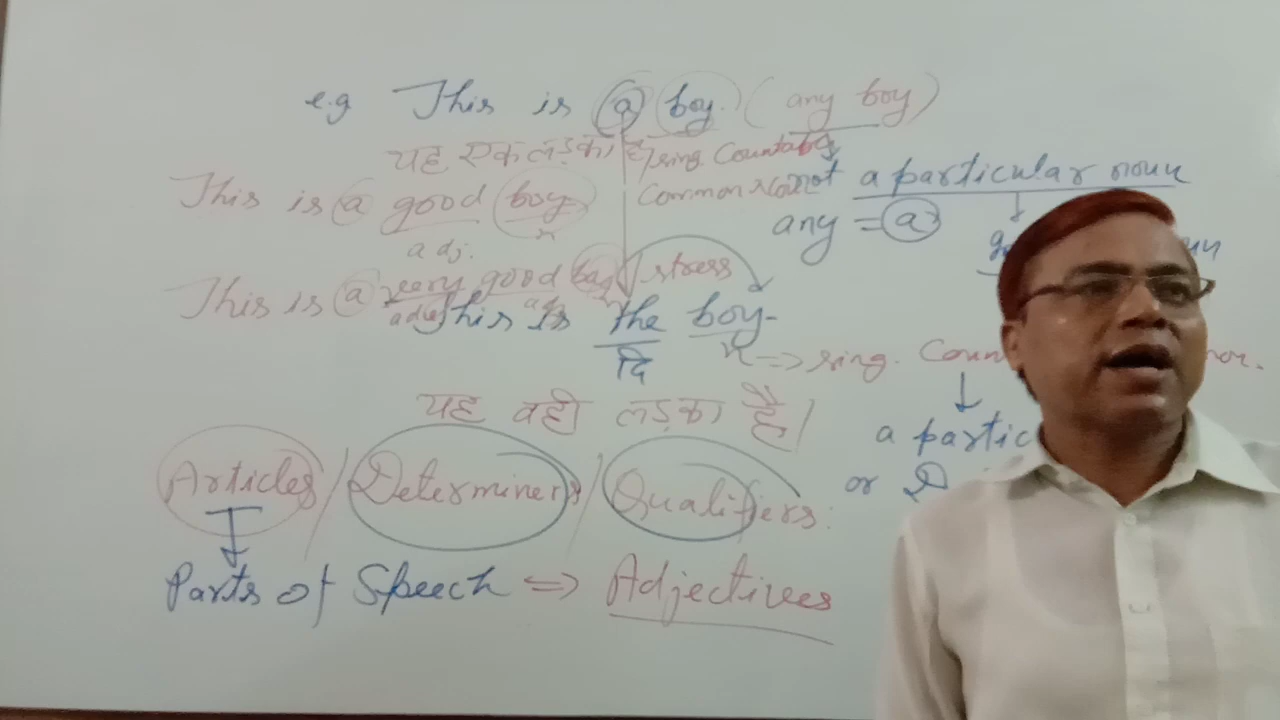 e.g This is a boy. (any boy)
यह एक लड़का है sing. Countable
Common Noun not a particular noun
This is a good boy any = a
adj. n
This is a very good boy stress
adj n
This is the boy-
दि n => sing. Coun
यह वही लड़का है।
a partic
or D
Articles / Determiners / Qualifiers:
Parts of Speech => Adjectives